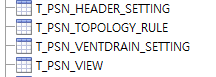 T_PSN_HEADER_SETTING
T_PSN_TOPOLOGY_RULE
T_PSN_VENTDRAIN_SETTING
T_PSN_VIEW